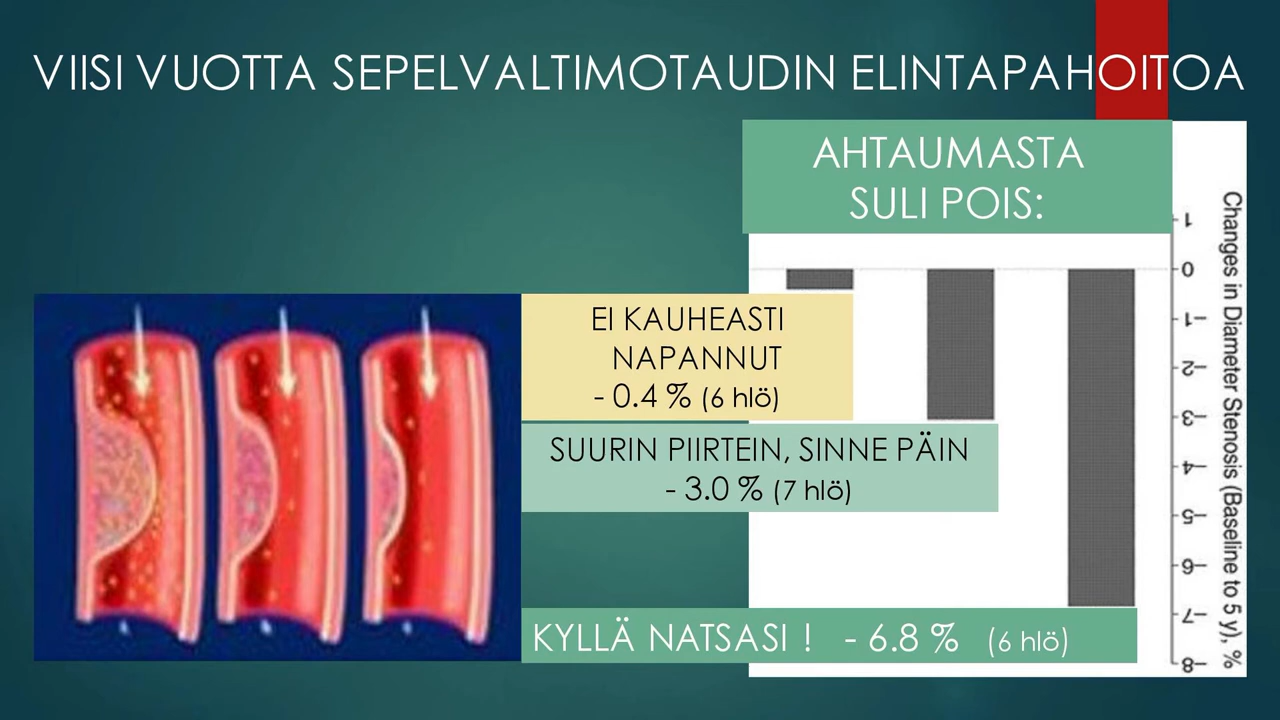 VIISI VUOTTA SEPELVALTIMOTAUDIN ELINTAPAHOITOA
AHTAUMASTA
SULI POIS:
EI KAUHEASTI
NAPANNUT
- 0.4 % (6 hlö)
SUURIN PIIRTEIN, SINNE PÄIN
- 3.0 % (7 hlö)
KYLLÄ NATSASI ! - 6.8 % (6 hlö)
1
0
-1
-2
-3
-4
-5
-6
-7
-8
Changes in Diameter Stenosis (Baseline to 5 y), %